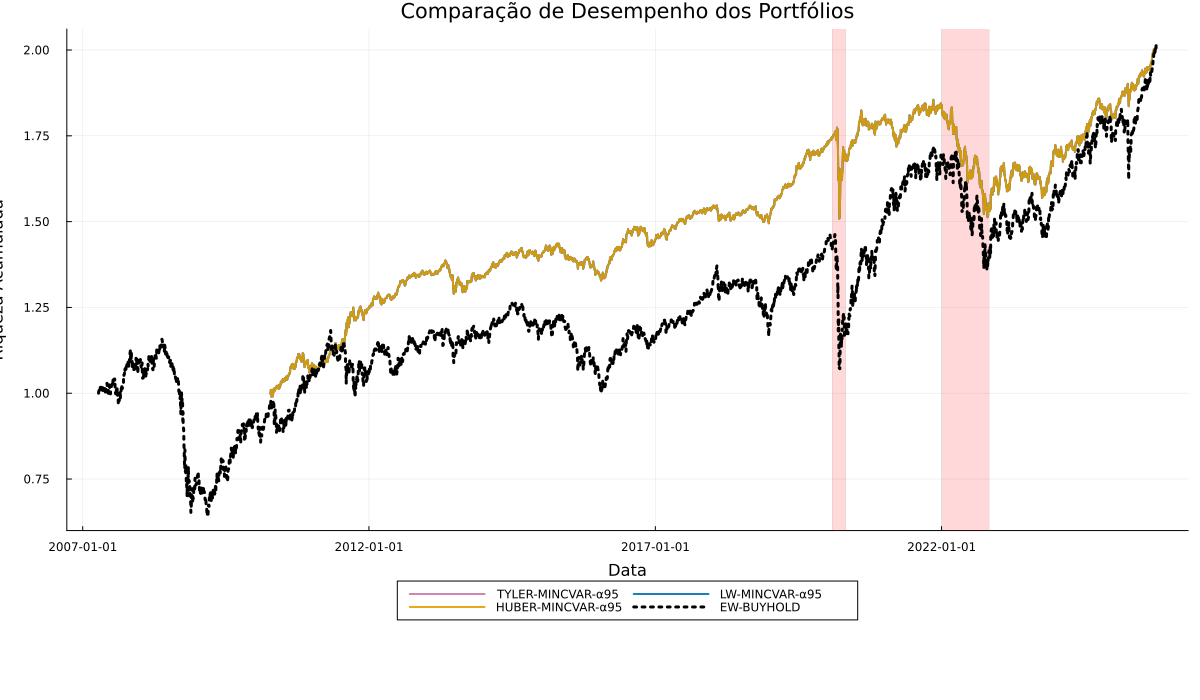 Comparação de Desempenho dos Portfólios
2.00
1.75
1.50
1.25
1.00
0.75
2007-01-01 2012-01-01 2017-01-01 2022-01-01
Data
TYLER-MINCVAR-α95 LW-MINCVAR-α95
HUBER-MINCVAR-α95 EW-BUYHOLD